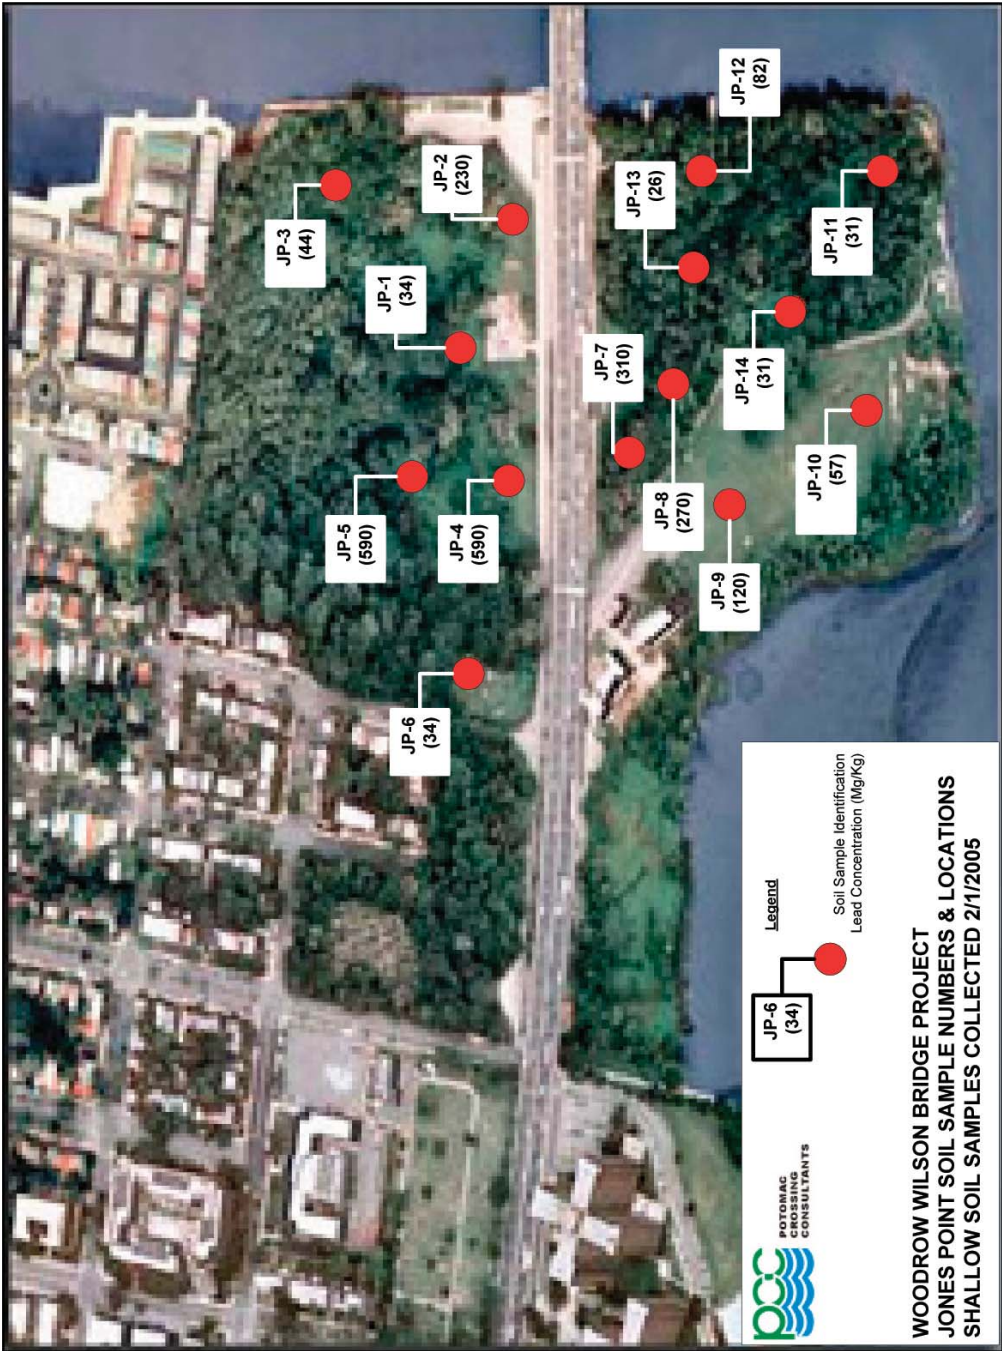 JP-12
(82)
JP-2
(230)
JP-13
(26)
JP-3
(44)
JP-11
(31)
JP-1
(34)
JP-7
(310)
JP-14
(31)
JP-5
(590)
JP-4
(590)
JP-8
(270)
JP-10
(57)
JP-9
(120)
JP-6
(34)
Legend
JP-6
(34)
Soil Sample Identification
Lead Concentration (Mg/Kg)
pcc
POTOMAC
CROSSING
CONSULTANTS
WOODROW WILSON BRIDGE PROJECT
JONES POINT SOIL SAMPLE NUMBERS & LOCATIONS
SHALLOW SOIL SAMPLES COLLECTED 2/1/2005